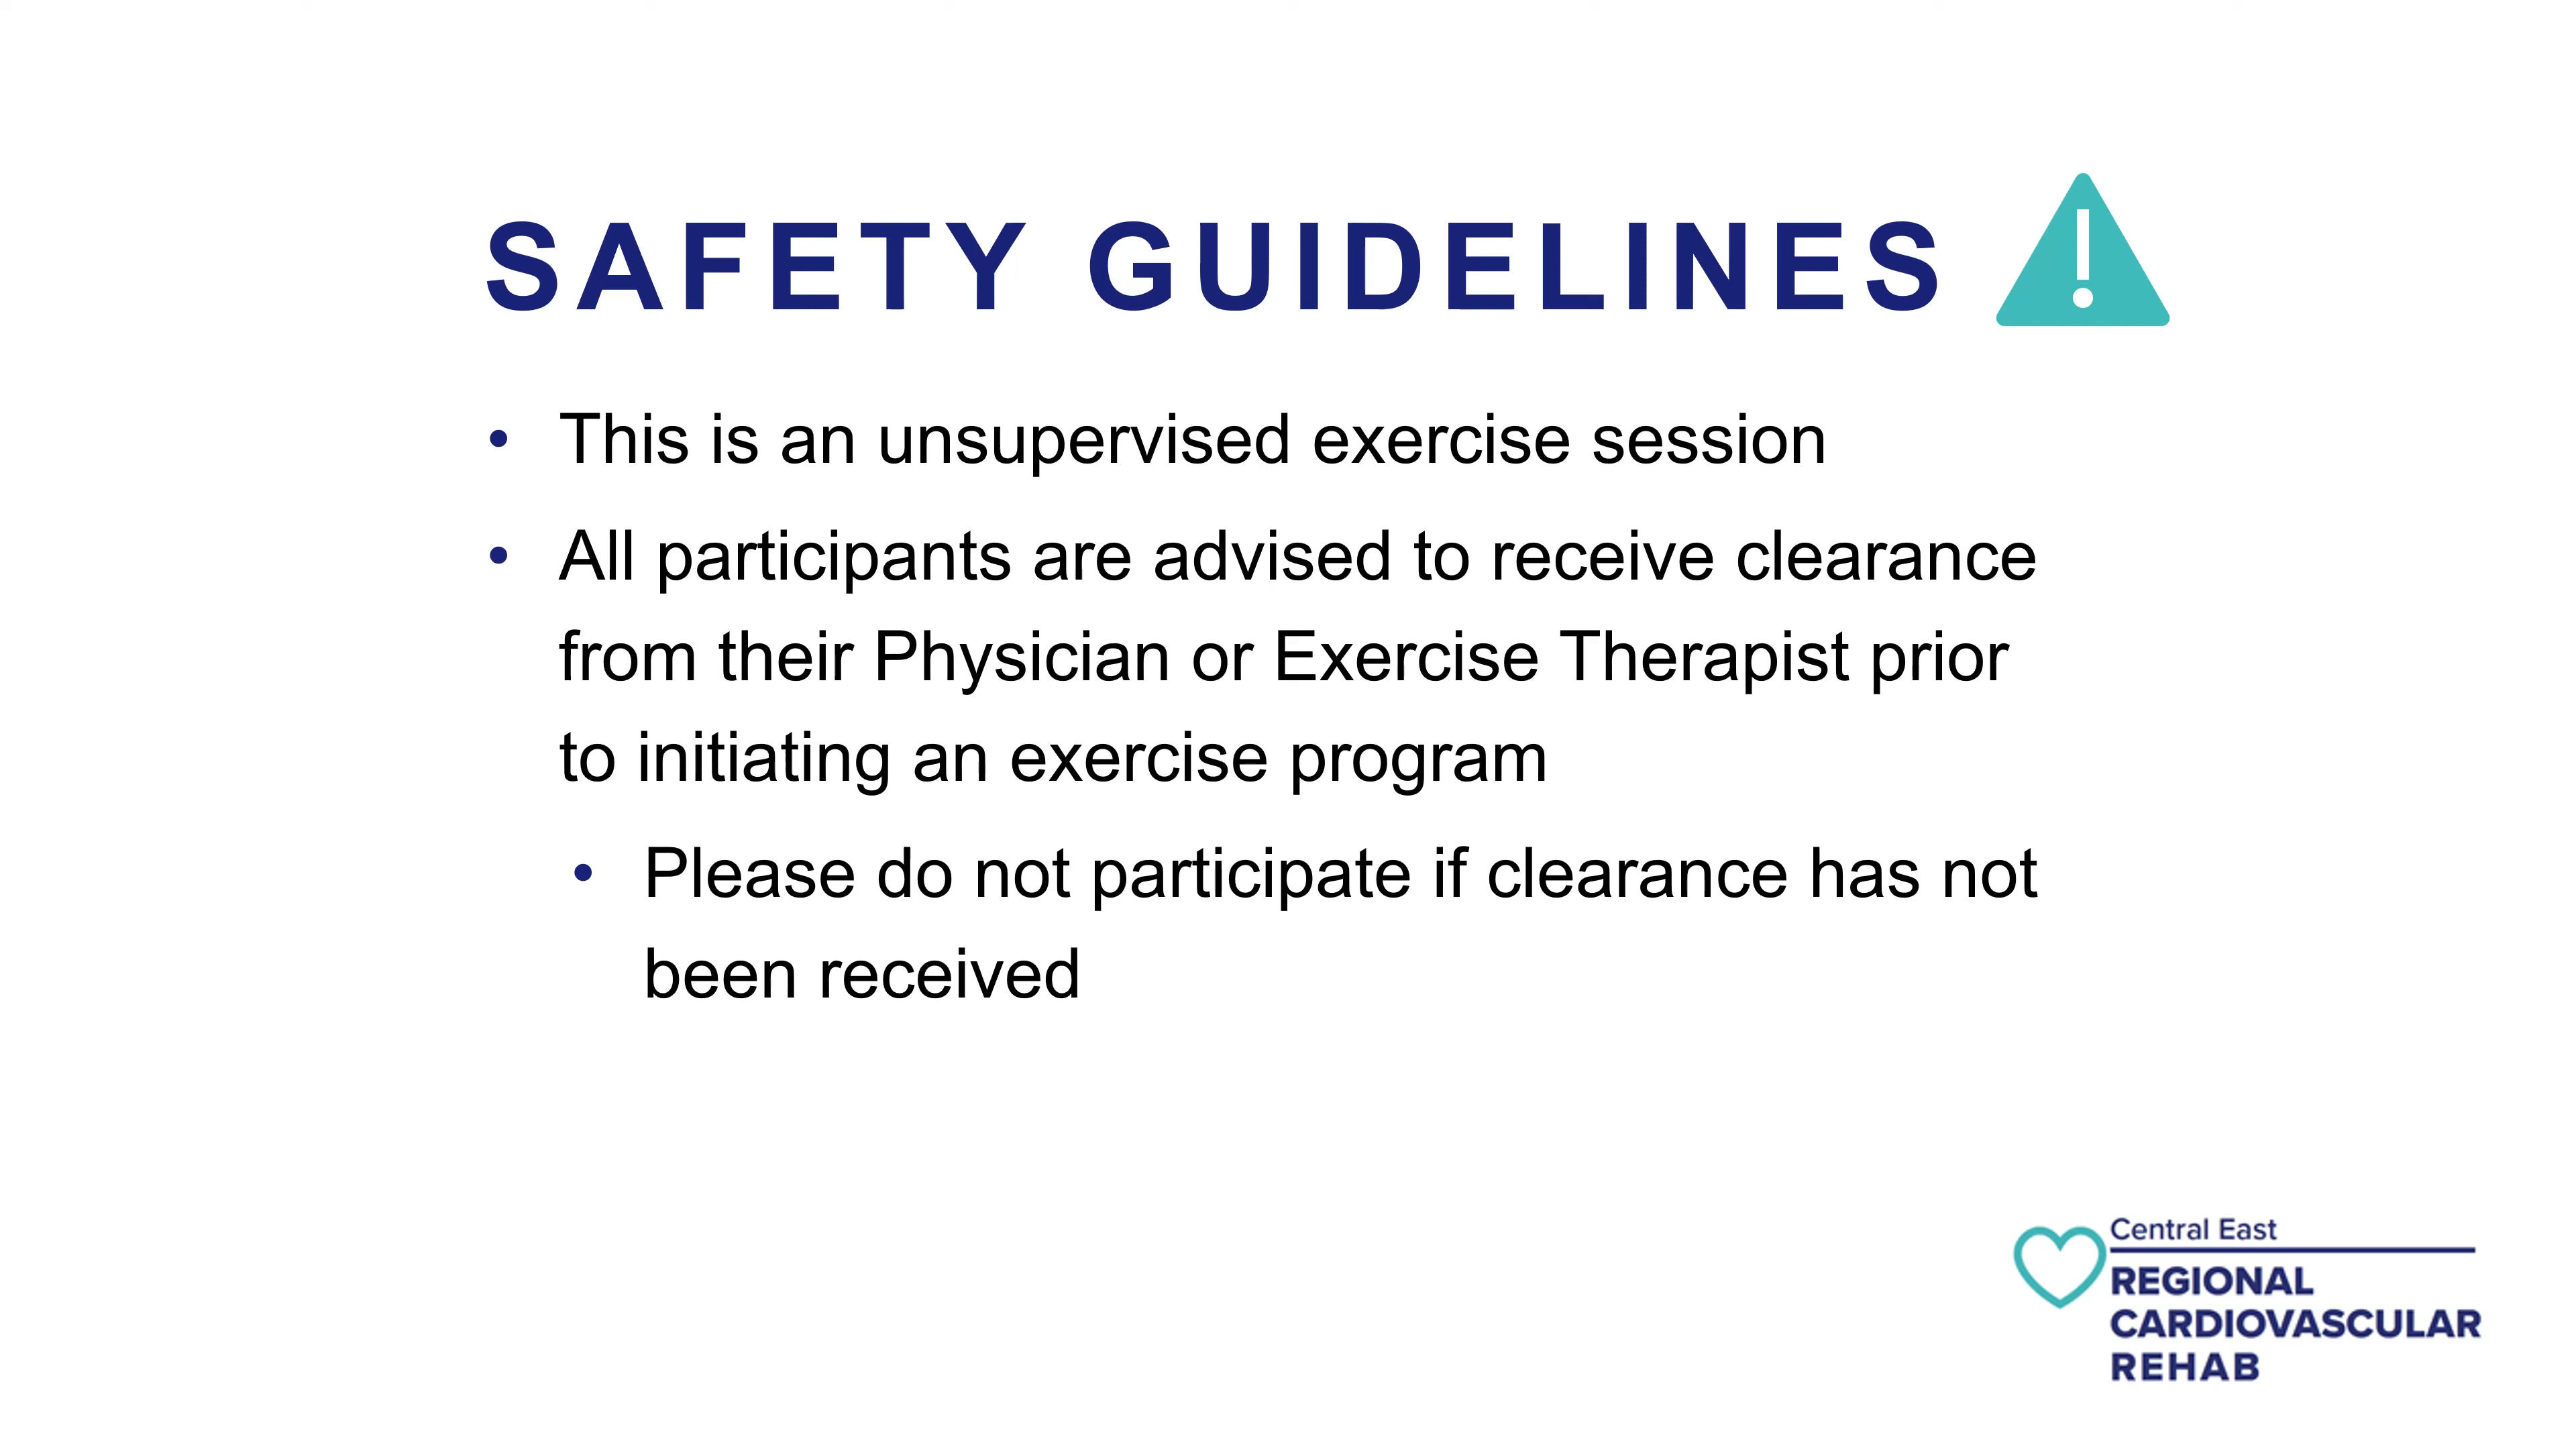 SAFETY GUIDELINES
• This is an unsupervised exercise session
• All participants are advised to receive clearance
from their Physician or Exercise Therapist prior
to initiating an exercise program
• Please do not participate if clearance has not
been received
Central East
REGIONAL
CARDIOVASCULAR
REHAB